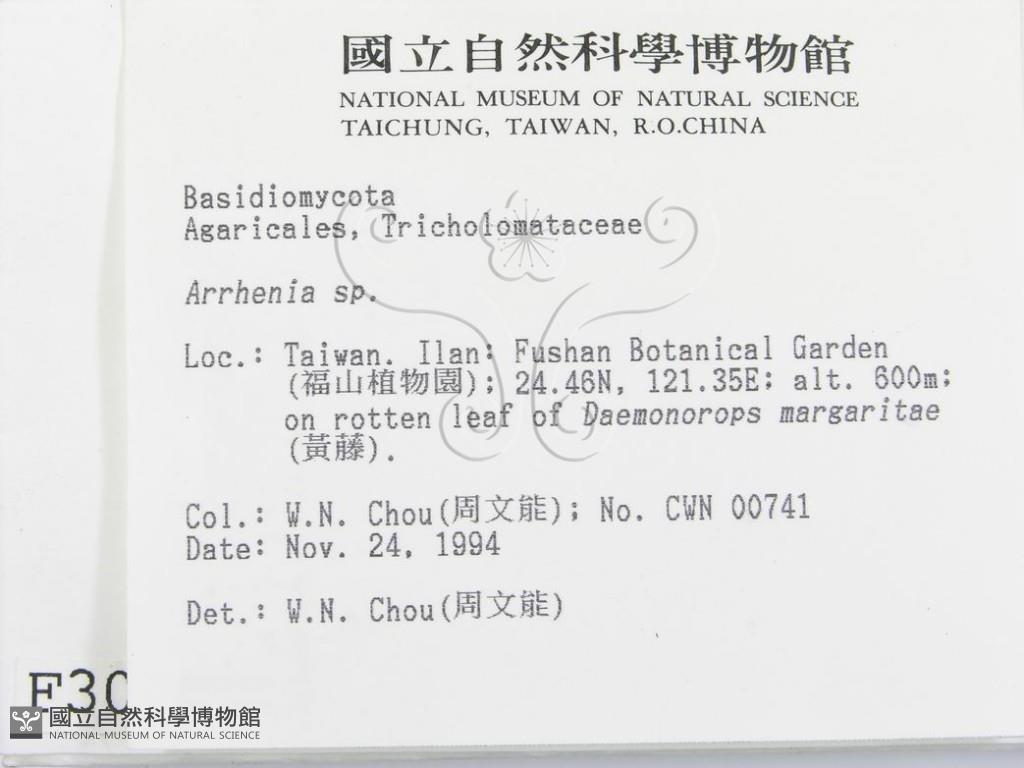 國立自然科學博物館
NATIONAL MUSEUM OF NATURAL SCIENCE
TAICHUNG, TAIWAN, R.O.CHINA
Basidiomycota
Agaricales, Tricholomataceae
Arrhenia sp.
Loc.: Taiwan. Ilan: Fushan Botanical Garden
(福山植物園); 24.46N, 121.35E; alt. 600m;
on rotten leaf of Daemonorops margaritae
(黃藤).
Col.: W.N. Chou(周文能); No. CWN 00741
Date: Nov. 24, 1994
Det.: W.N. Chou(周文能)
F30
國立自然科學博物館
NATIONAL MUSEUM OF NATURAL SCIENCE